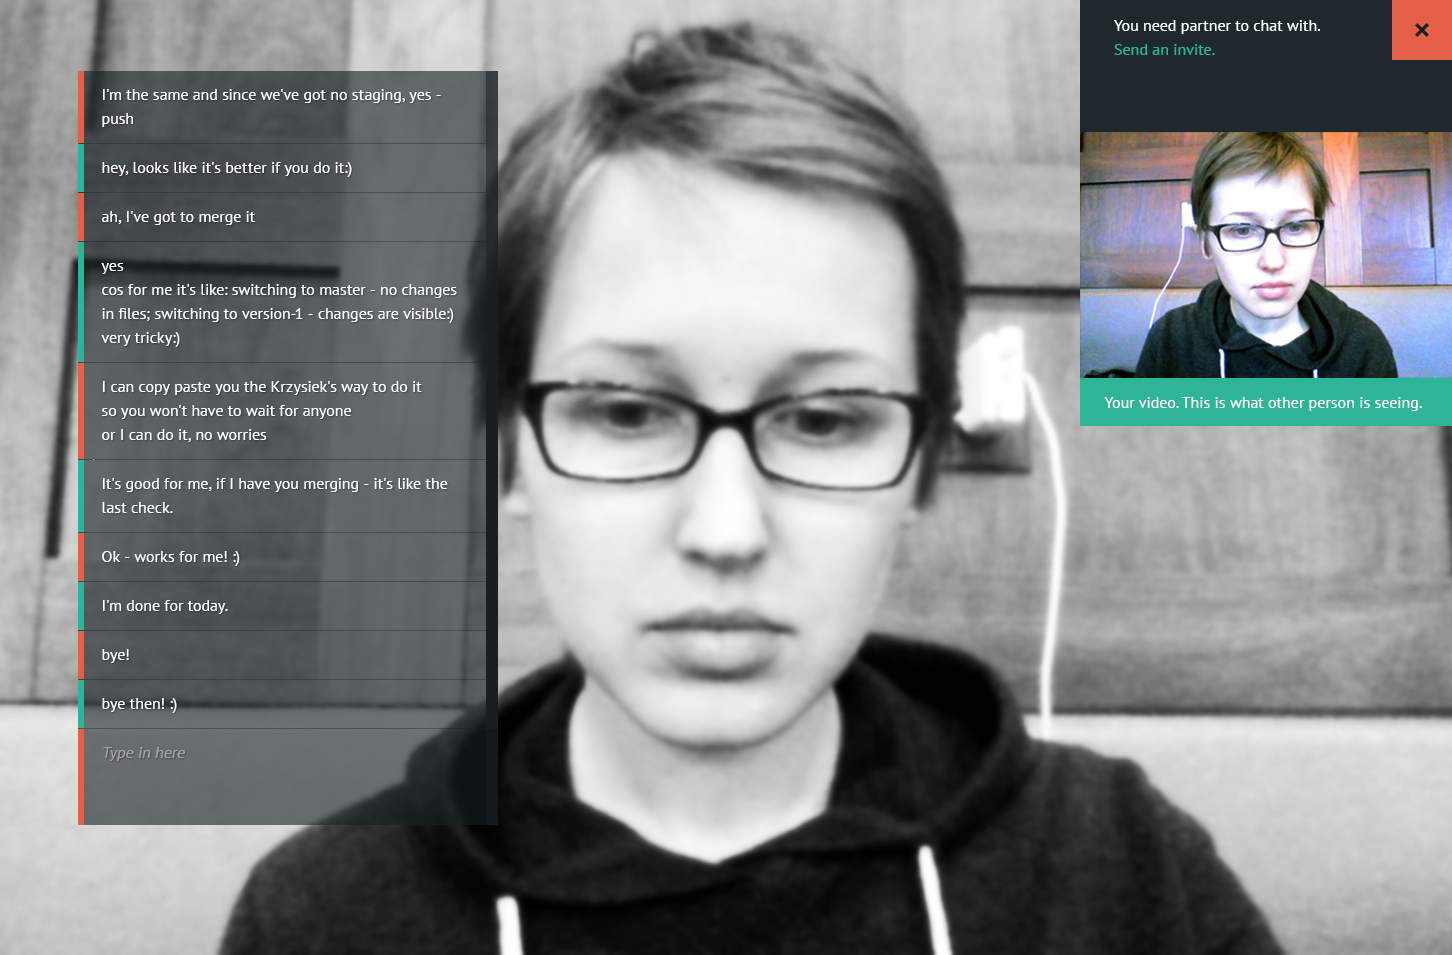 I'm the same and since we've got no staging, yes -
push
hey, looks like it's better if you do it:)
ah, I've got to merge it
yes
cos for me it's like: switching to master - no changes
in files; switching to version-1 - changes are visible:)
very tricky:)
I can copy paste you the Krzysiek's way to do it
so you won't have to wait for anyone
or I can do it, no worries
It's good for me, if I have you merging - it's like the
last check.
Ok - works for me! :)
I'm done for today.
bye!
bye then! :)
Type in here
You need partner to chat with.
Send an invite.
Your video. This is what other person is seeing.